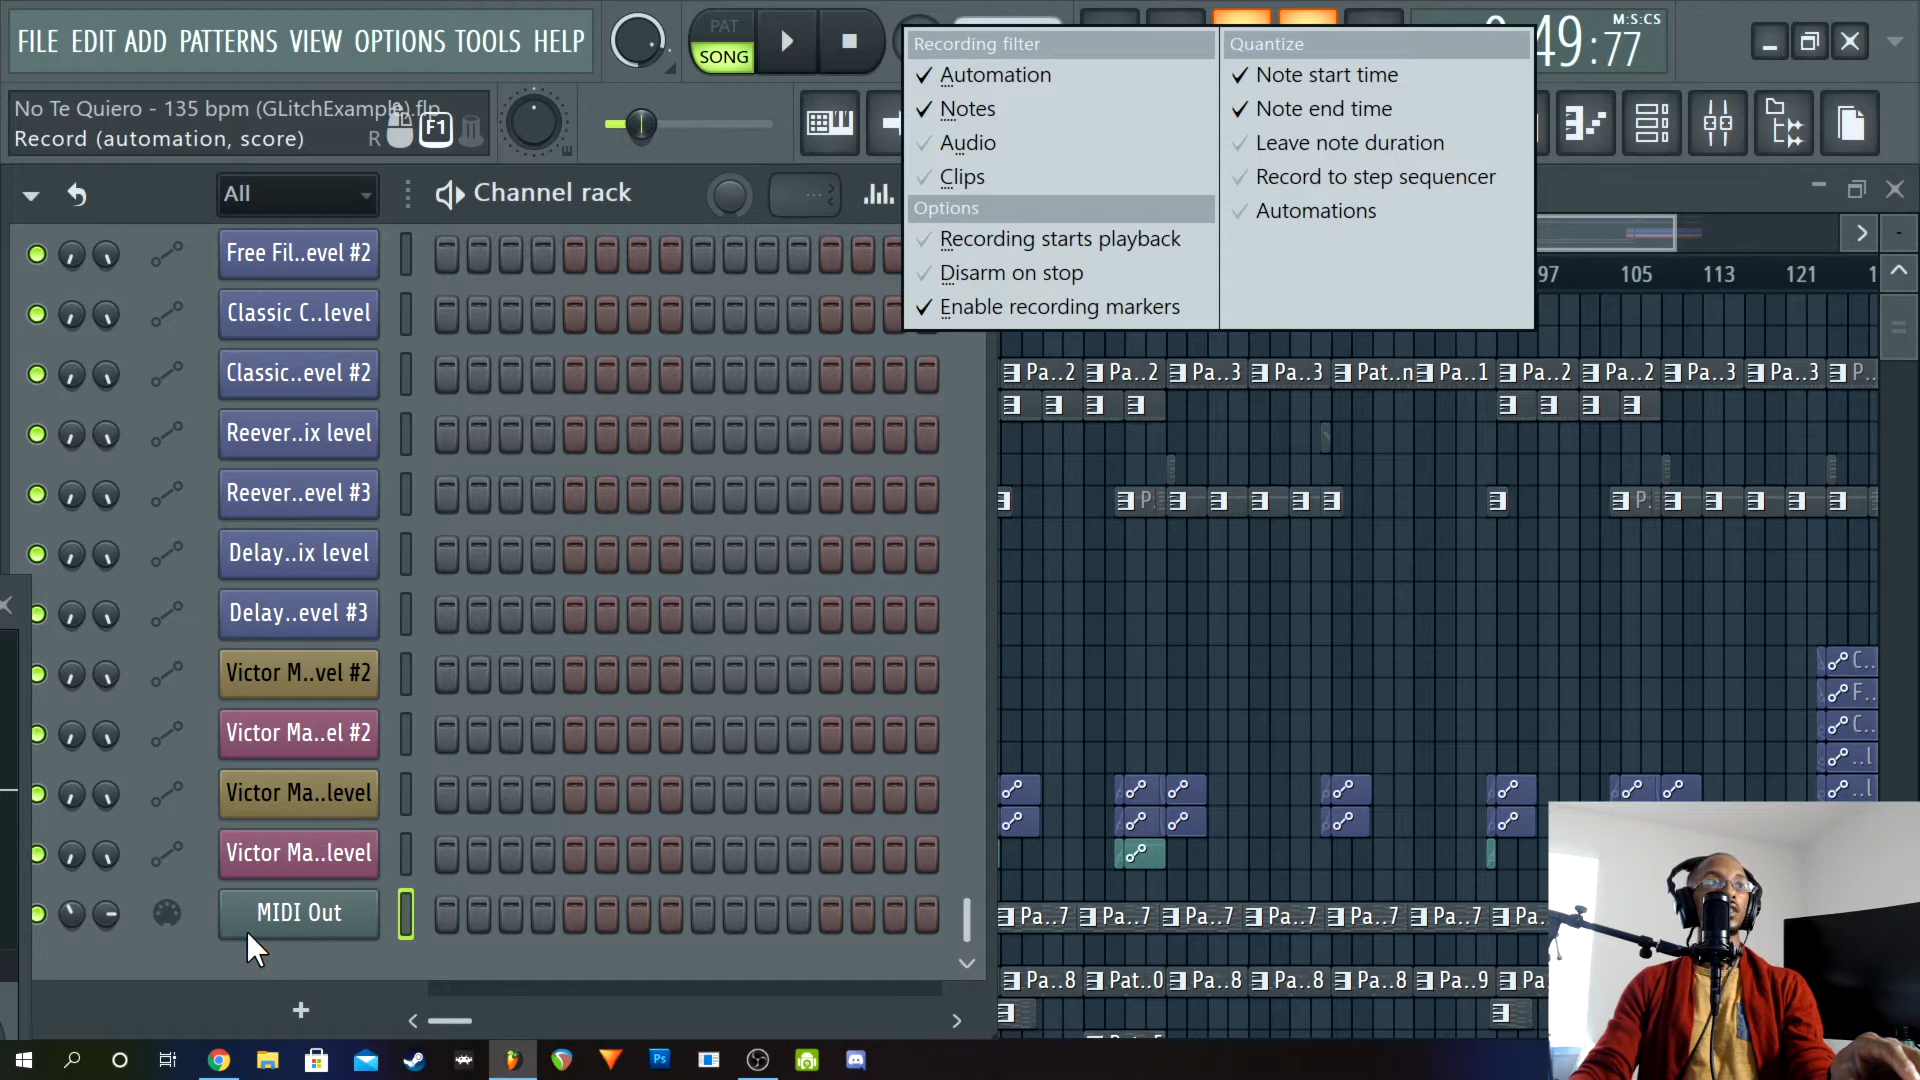 FILE EDIT ADD PATTERNS VIEW OPTIONS TOOLS HELP
PAT
SONG
M:S:CS
49:77
No Te Quiero - 135 bpm (GLitchExample).flp
Record (automation, score)
R
F1
Recording filter
Automation
Notes
Audio
Clips
Options
Recording starts playback
Disarm on stop
Enable recording markers
Quantize
Note start time
Note end time
Leave note duration
Record to step sequencer
Automations
All
Channel rack
Free Fil..evel #2
Classic C..level
Classic..evel #2
Reever..ix level
Reever..evel #3
Delay..ix level
Delay..evel #3
Victor M..vel #2
Victor Ma..el #2
Victor Ma..level
Victor Ma..level
MIDI Out
97 105 113 121
Pa..2 Pa..2 Pa..3 Pa..3 Pat..n Pa..1 Pa..2 Pa..2 Pa..3 Pa..3 P..
P. P.
C..
F..
C..
..l
..l
Pa..7 Pa..7 Pa..7 Pa..7 Pa..7 Pa..7 Pa..
Pa..8 Pat..0 Pa..8 Pa..8 Pa..8 Pa..9 Pa
Ps